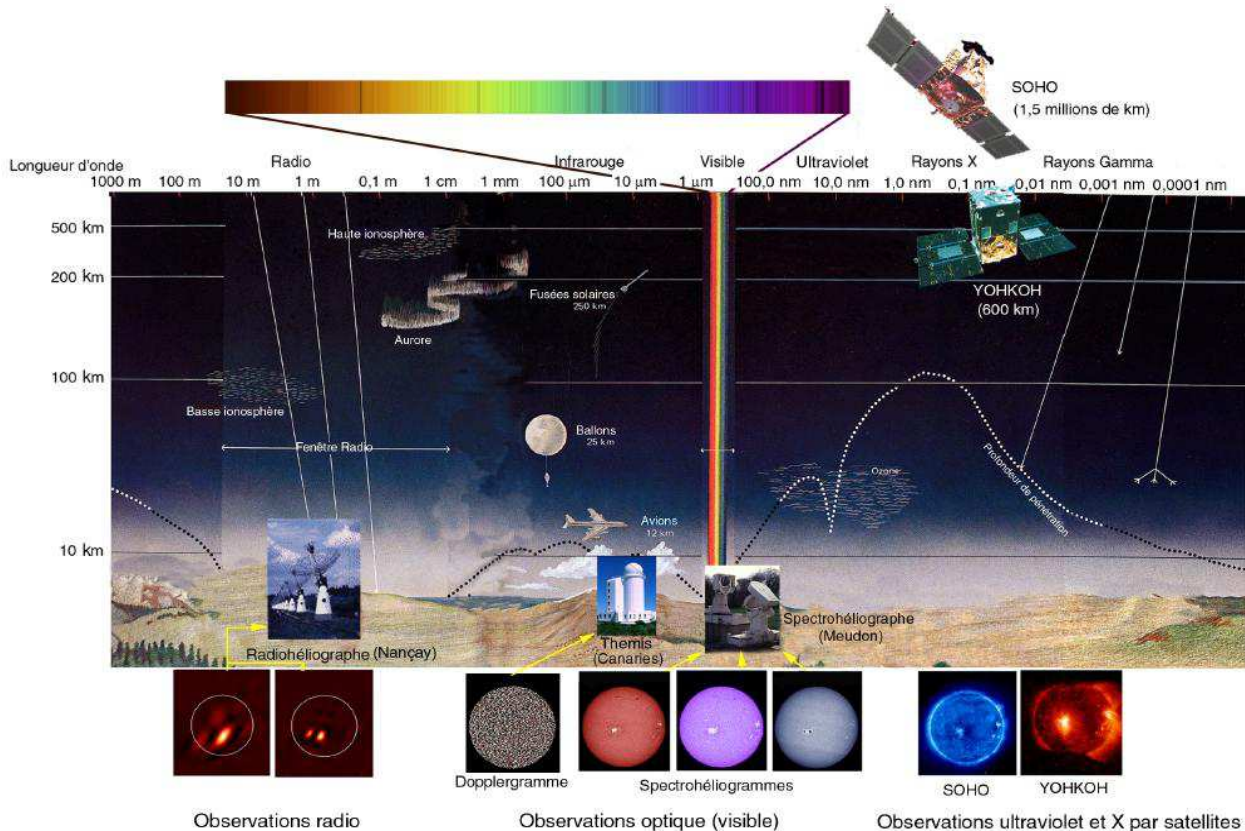 SOHO
(1,5 millions de km)
Longueur d'onde
Radio
Infrarouge
Visible
Ultraviolet
Rayons X
Rayons Gamma
1000 m
100 m
10 m
1 m
0,1 m
1 cm
1 mm
100 µm
10 µm
1 µm
100,0 nm
10,0 nm
1,0 nm
0,1 nm
0,01 nm
0,001 nm
0,0001 nm
500 km
200 km
100 km
10 km
Haute ionosphère
Fusées solaires
250 km
YOHKOH
(600 km)
Aurore
Basse ionosphère
Ballons
25 km
Fenêtre Radio
Ozone
Profondeur de pénétration
Avions
12 km
Radiohéliographe (Nançay)
Themis
(Canaries)
Spectrohéliographe
(Meudon)
Dopplergramme
Spectrohéliogrammes
SOHO
YOHKOH
Observations radio
Observations optique (visible)
Observations ultraviolet et X par satellites